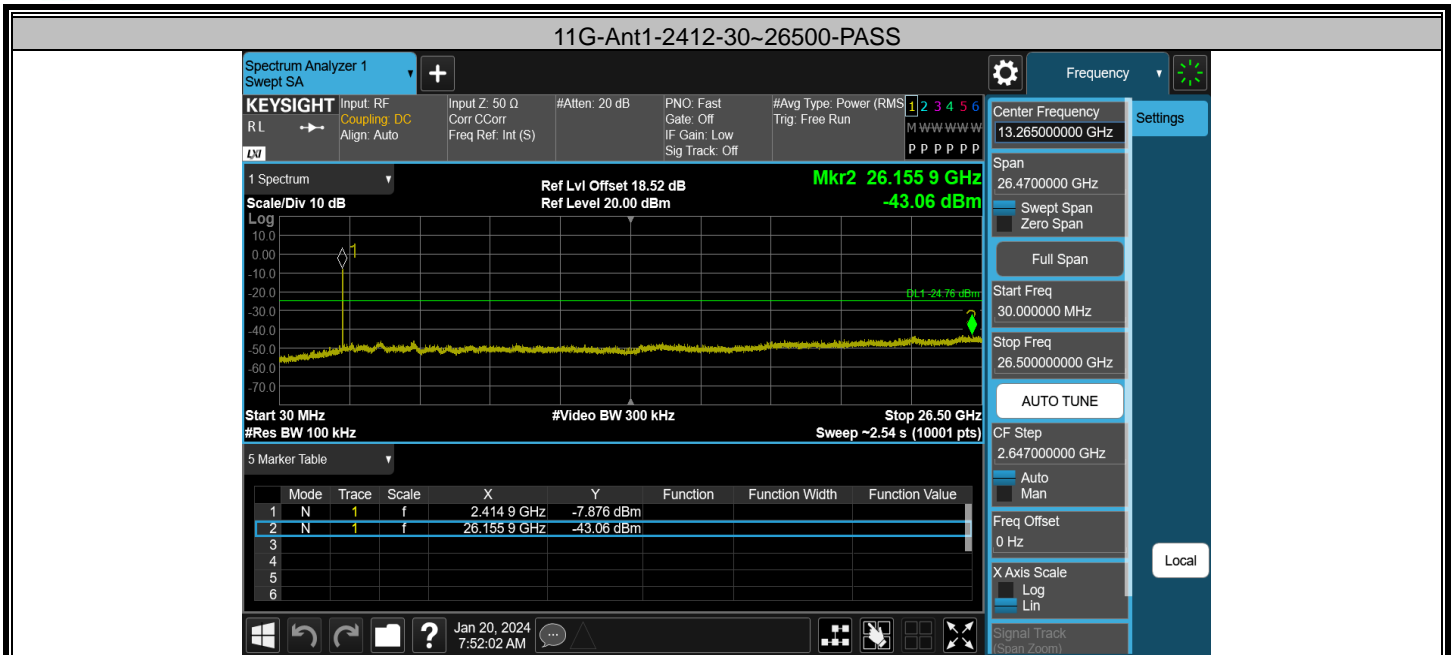 11G-Ant1-2412-30~26500-PASS
Spectrum Analyzer 1
Swept SA
+
Frequency
KEYSIGHT
RL
LXI
Input: RF
Coupling: DC
Align: Auto
Input Z: 50 Ω
Corr CCorr
Freq Ref: Int (S)
#Atten: 20 dB
PNO: Fast
Gate: Off
IF Gain: Low
Sig Track: Off
#Avg Type: Power (RMS
Trig: Free Run
1 2 3 4 5 6
M W W W W W
P P P P P P
1 Spectrum
Scale/Div 10 dB
Ref Lvl Offset 18.52 dB
Ref Level 20.00 dBm
Mkr2 26.155 9 GHz
-43.06 dBm
Log
10.0
0.00
-10.0
-20.0
-30.0
-40.0
-50.0
-60.0
-70.0
1
2
DL1 -24.76 dBm
Start 30 MHz
#Video BW 300 kHz
Stop 26.50 GHz
#Res BW 100 kHz
Sweep ~2.54 s (10001 pts)
5 Marker Table
Mode Trace Scale X Y Function Function Width Function Value
1 N 1 f 2.414 9 GHz -7.876 dBm
2 N 1 f 26.155 9 GHz -43.06 dBm
3
4
5
6
?
Jan 20, 2024
7:52:02 AM
Center Frequency
13.265000000 GHz
Settings
Span
26.4700000 GHz
Swept Span
Zero Span
Full Span
Start Freq
30.000000 MHz
Stop Freq
26.500000000 GHz
AUTO TUNE
CF Step
2.647000000 GHz
Auto
Man
Freq Offset
0 Hz
X Axis Scale
Log
Lin
Signal Track
(Span Zoom)
Local